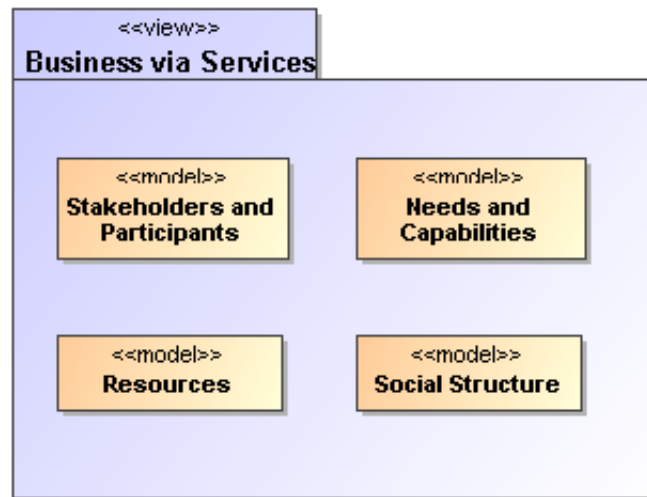 <<view>>
Business via Services
<<model>>
Stakeholders and
Participants
<<model>>
Needs and
Capabilities
<<model>>
Resources
<<model>>
Social Structure